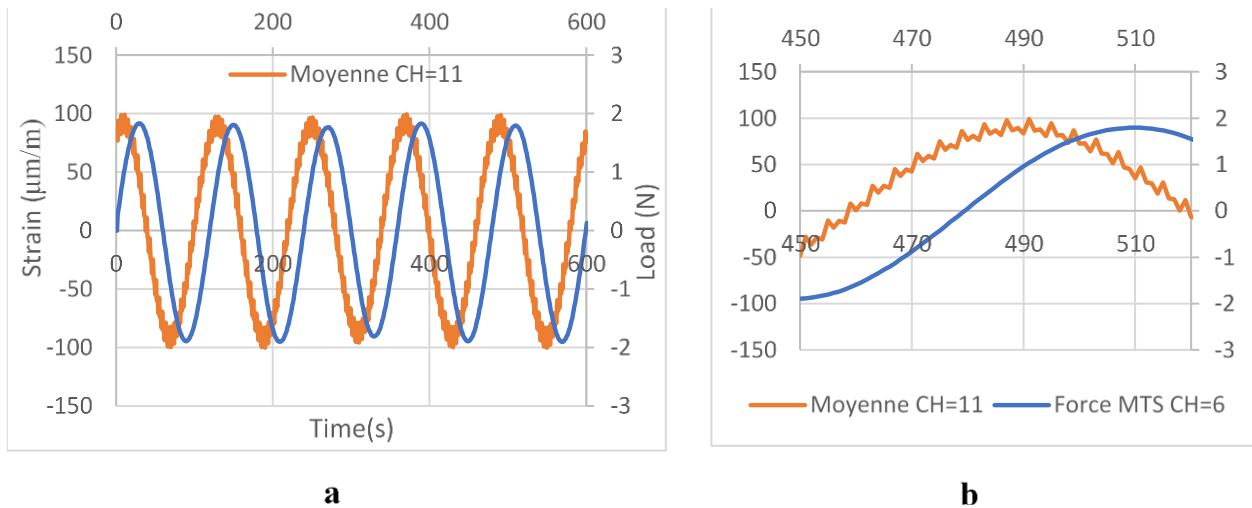 0 200 400 600
150 3
Moyenne CH=11
100 2
50 1
0 0
0 200 400 600
-50 -1
-100 -2
-150 -3
Strain (µm/m)
Load (N)
Time(s)
a
450 470 490 510
150 3
100 2
50 1
0 0
450 470 490 510
-50 -1
-100 -2
-150 -3
Moyenne CH=11 Force MTS CH=6
b